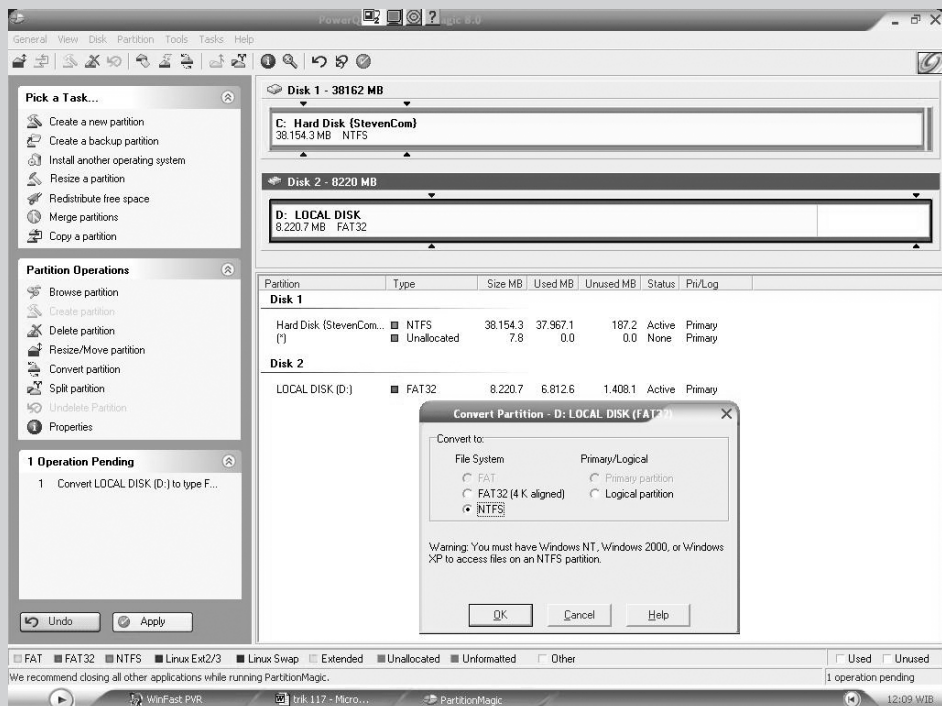 PowerQ agic 8.0
General View Disk Partition Tools Tasks Help
Pick a Task...
Create a new partition
Create a backup partition
Install another operating system
Resize a partition
Redistribute free space
Merge partitions
Copy a partition
Partition Operations
Browse partition
Create partition
Delete partition
Resize/Move partition
Convert partition
Split partition
Undelete Partition
Properties
1 Operation Pending
1 Convert LOCAL DISK (D:) to type F...
Undo Apply
Disk 1 - 38162 MB
C: Hard Disk {StevenCom}
38.154.3 MB NTFS
Disk 2 - 8220 MB
D: LOCAL DISK
8.220.7 MB FAT32
Partition Type Size MB Used MB Unused MB Status Pri/Log
Disk 1
Hard Disk {StevenCom... NTFS 38.154.3 37.967.1 187.2 Active Primary
(*) Unallocated 7.8 0.0 0.0 None Primary
Disk 2
LOCAL DISK (D:) FAT32 8.220.7 6.812.6 1.408.1 Active Primary
Convert Partition - D: LOCAL DISK (FAT32)
Convert to:
File System Primary/Logical
FAT Primary partition
FAT32 (4 K aligned) Logical partition
NTFS
Warning: You must have Windows NT, Windows 2000, or Windows
XP to access files on an NTFS partition.
OK Cancel Help
FAT FAT32 NTFS Linux Ext2/3 Linux Swap Extended Unallocated Unformatted Other Used Unused
We recommend closing all other applications while running PartitionMagic. 1 operation pending
WinFast PVR trik 117 - Micro... PartitionMagic 12:09 WIB